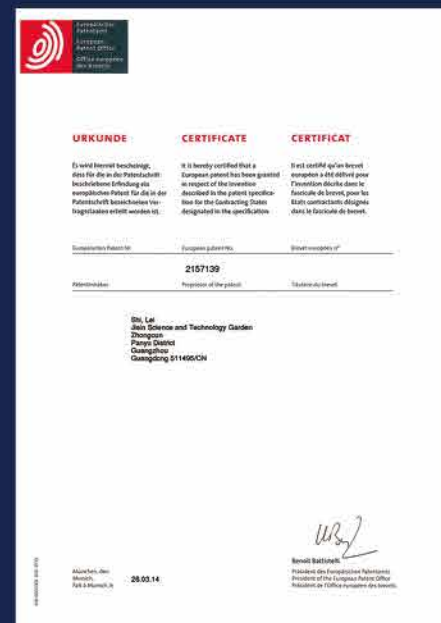 Europäisches
Patentamt
European
Patent Office
Office européen
des brevets
URKUNDE
CERTIFICATE
CERTIFICAT
Es wird hiermit bescheinigt,
dass für die in der Patentschrift
beschriebene Erfindung ein
europäisches Patent für die in der
Patentschrift bezeichneten Ver-
tragsstaaten erteilt worden ist.
It is hereby certified that a
European patent has been granted
in respect of the invention
described in the patent specifica-
tion for the Contracting States
designated in the specification.
Il est certifié qu'un brevet
européen a été délivré pour
l'invention décrite dans le
fascicule de brevet, pour les
Etats contractants désignés
dans le fascicule de brevet.
Europäisches Patent Nr.
European patent No.
Brevet européen n°
2157139
Patentinhaber
Proprietor of the patent
Titulaire du brevet
Shi, Lei
Science and Technology Garden
Zhongcun
Panyu District
Guangzhou
Guangdong 511495/CN
Benoît Battistelli
Präsident des Europäischen Patentamts
President of the European Patent Office
Président de l'Office européen des brevets
München, den
Munich,
Fait à Munich, le
26.03.14